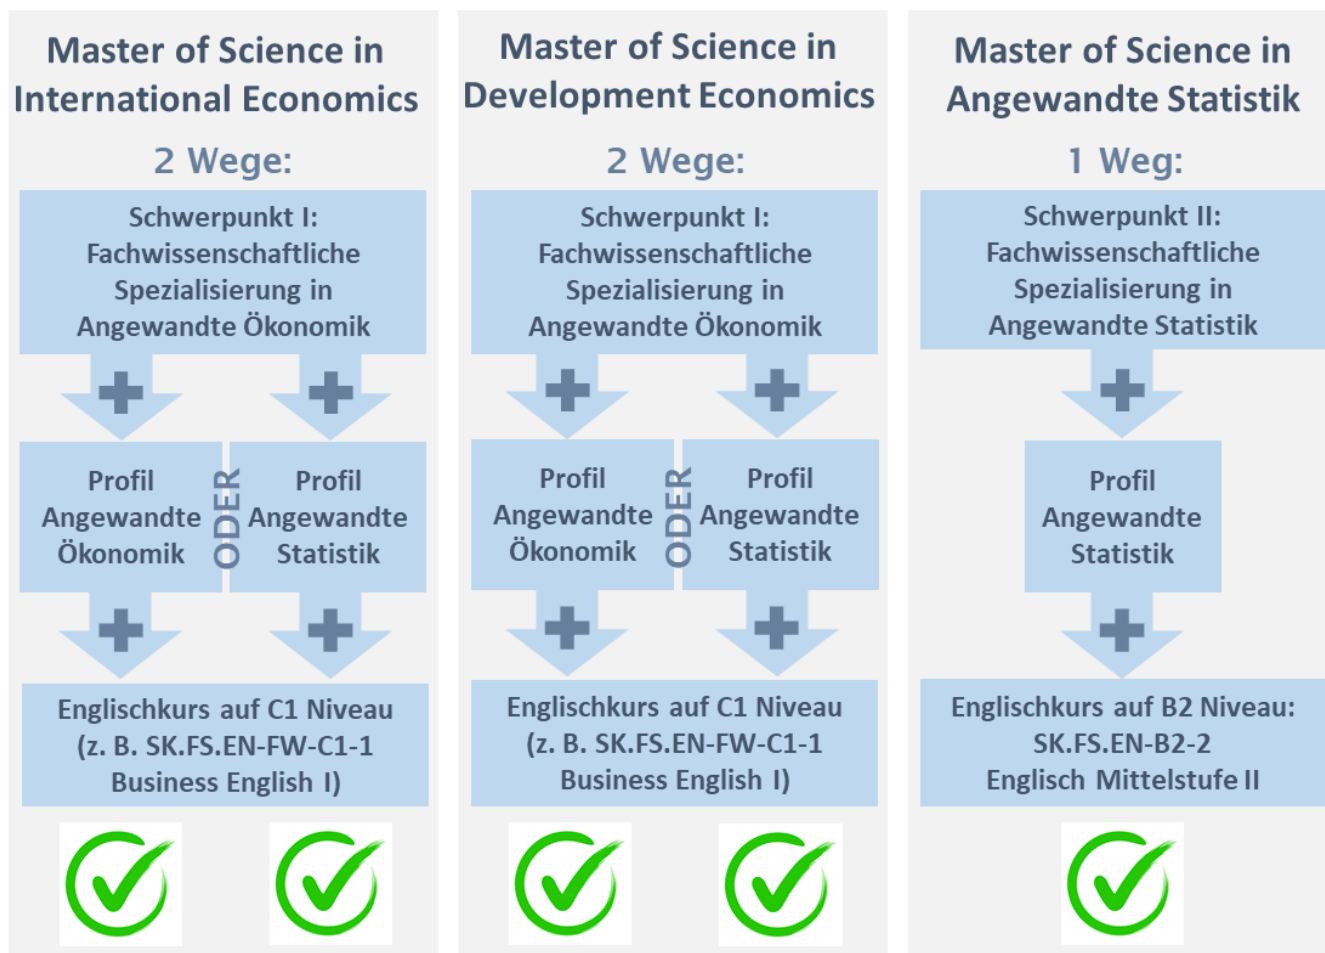 Master of Science in
International Economics
2 Wege:
Schwerpunkt I:
Fachwissenschaftliche
Spezialisierung in
Angewandte Ökonomik
Profil
Angewandte
Ökonomik
ODER
Profil
Angewandte
Statistik
Englischkurs auf C1 Niveau
(z. B. SK.FS.EN-FW-C1-1
Business English I)
Master of Science in
Development Economics
2 Wege:
Schwerpunkt I:
Fachwissenschaftliche
Spezialisierung in
Angewandte Ökonomik
Profil
Angewandte
Ökonomik
ODER
Profil
Angewandte
Statistik
Englischkurs auf C1 Niveau
(z. B. SK.FS.EN-FW-C1-1
Business English I)
Master of Science in
Angewandte Statistik
1 Weg:
Schwerpunkt II:
Fachwissenschaftliche
Spezialisierung in
Angewandte Statistik
Profil
Angewandte
Statistik
Englischkurs auf B2 Niveau:
SK.FS.EN-B2-2
Englisch Mittelstufe II